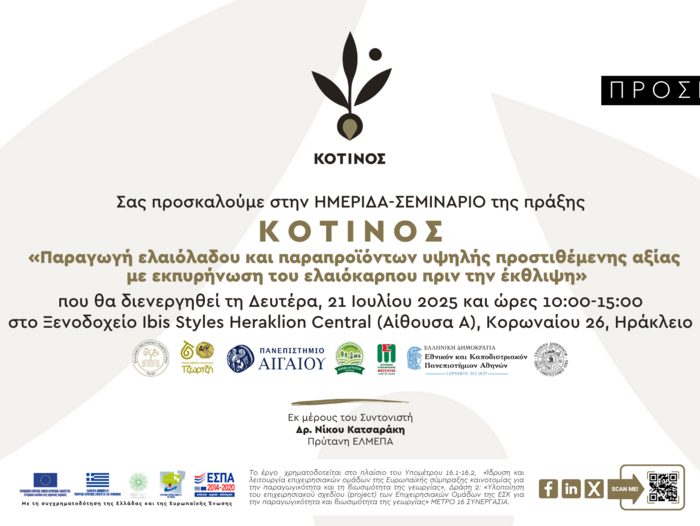 ΚΟΤΙΝΟΣ
ΠΡΟΣ
Σας προσκαλούμε στην ΗΜΕΡΙΔΑ-ΣΕΜΙΝΑΡΙΟ της πράξης
ΚΟΤΙΝΟΣ
«Παραγωγή ελαιόλαδου και παραπροϊόντων υψηλής προστιθέμενης αξίας
με εκπυρήνωση του ελαιόκαρπου πριν την έκθλιψη»
που θα διενεργηθεί τη Δευτέρα, 21 Ιουλίου 2025 και ώρες 10:00-15:00
στο Ξενοδοχείο Ibis Styles Heraklion Central (Αίθουσα Α), Κορωναίου 26, Ηράκλειο
Τζωρτζή
ΠΑΝΕΠΙΣΤΗΜΙΟ
ΑΙΓΑΙΟΥ
ΕΛΛΗΝΙΚΗ ΔΗΜΟΚΡΑΤΙΑ
Εθνικόν και Καποδιστριακόν
Πανεπιστήμιον Αθηνών
Εκ μέρους του Συντονιστή
Δρ. Νίκου Κατσαράκη
Πρύτανη ΕΛΜΕΠΑ
ΕΣΠΑ
2014-2020
Με τη συγχρηματοδότηση της Ελλάδας και της Ευρωπαϊκής Ένωσης
Το έργο χρηματοδοτείται στο πλαίσιο του Υπομέτρου 16.1-16.2, «Ίδρυση και
λειτουργία επιχειρησιακών ομάδων της Ευρωπαϊκής σύμπραξης καινοτομίας για
την παραγωγικότητα και τη βιωσιμότητα της γεωργίας», Δράση 2: «Υλοποίηση
του επιχειρησιακού σχεδίου (project) των Επιχειρησιακών Ομάδων της ΕΣΚ για
την παραγωγικότητα και βιωσιμότητα της γεωργίας» ΜΕΤΡΟ 16 ΣΥΝΕΡΓΑΣΙΑ.
f in X
SCAN ME!